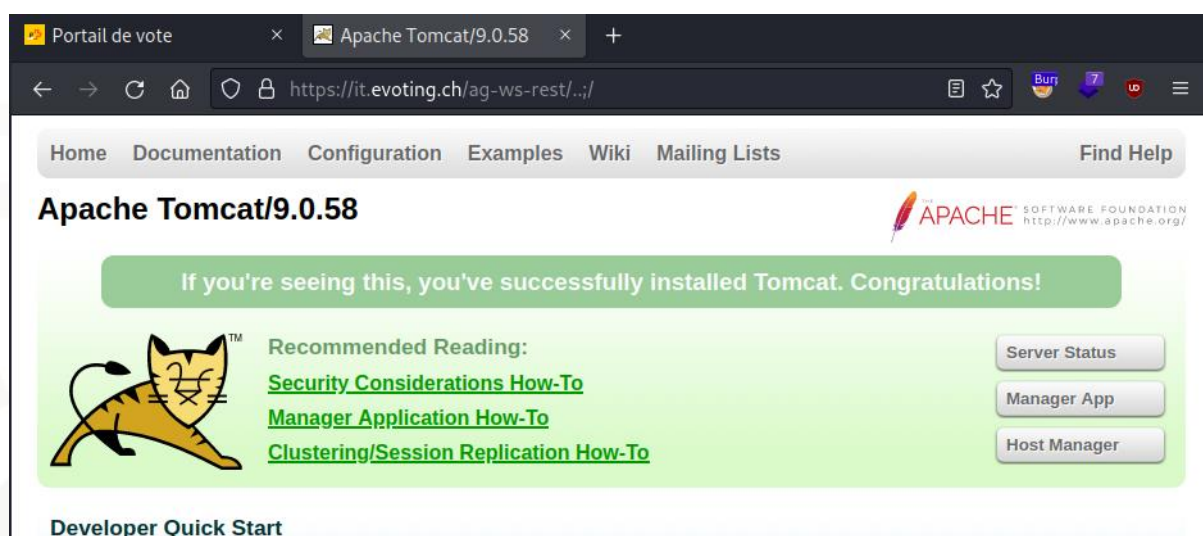 Portail de vote × Apache Tomcat/9.0.58 × +
https://it.evoting.ch/ag-ws-rest/..;/ 7
Home Documentation Configuration Examples Wiki Mailing Lists Find Help
Apache Tomcat/9.0.58
THE
APACHE SOFTWARE FOUNDATION
http://www.apache.org/
If you're seeing this, you've successfully installed Tomcat. Congratulations!
TM
Recommended Reading:
Security Considerations How-To
Manager Application How-To
Clustering/Session Replication How-To
Server Status
Manager App
Host Manager
Developer Quick Start